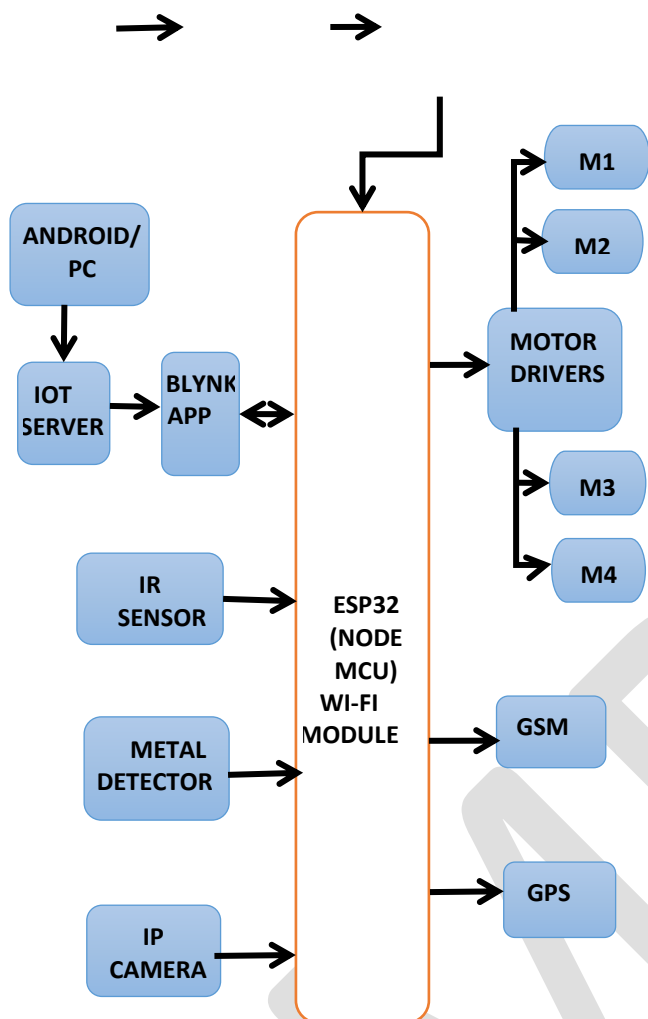 M1
ANDROID/
PC
M2
MOTOR
DRIVERS
IOT
SERVER
BLYNK
APP
M3
IR
SENSOR
M4
ESP32
(NODE
MCU)
WI-FI
MODULE
METAL
DETECTOR
GSM
GPS
IP
CAMERA